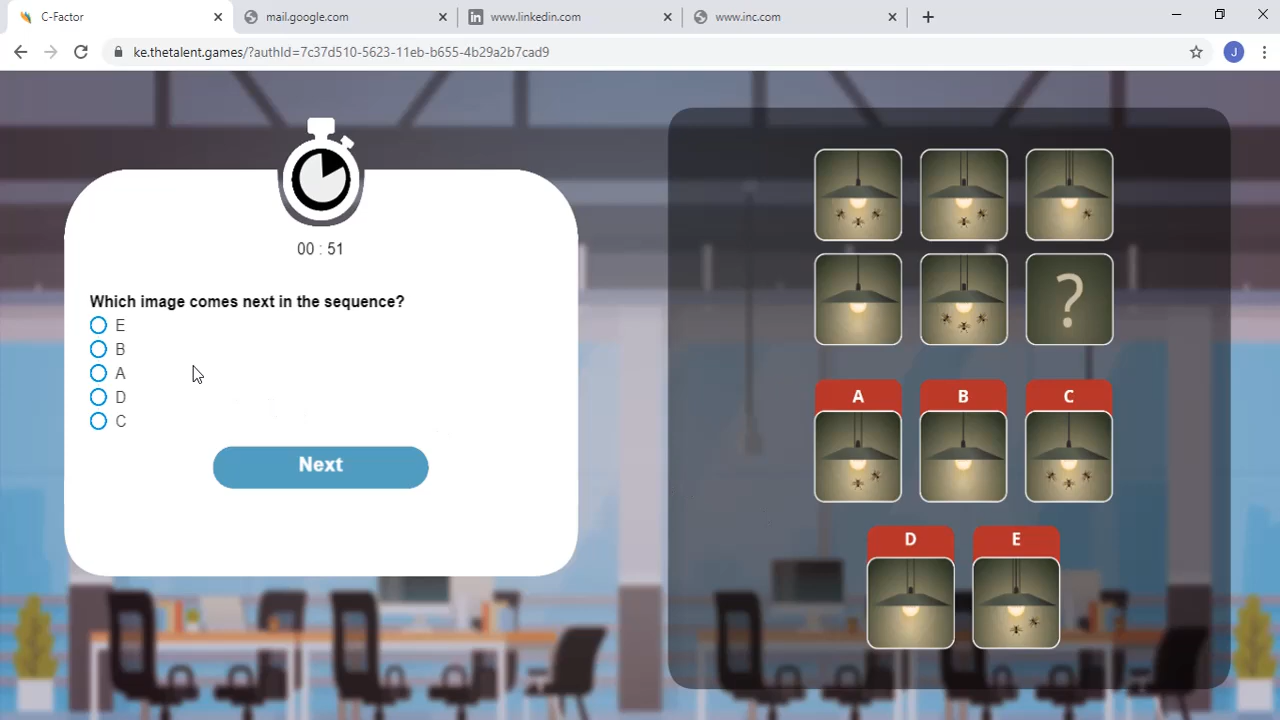 C-Factor
mail.google.com
www.linkedin.com
www.inc.com
ke.thetalent.games/?authId=7c37d510-5623-11eb-b655-4b29a2b7cad9
J
00 : 51
Which image comes next in the sequence?
E
B
A
D
C
Next
?
A B C
D E